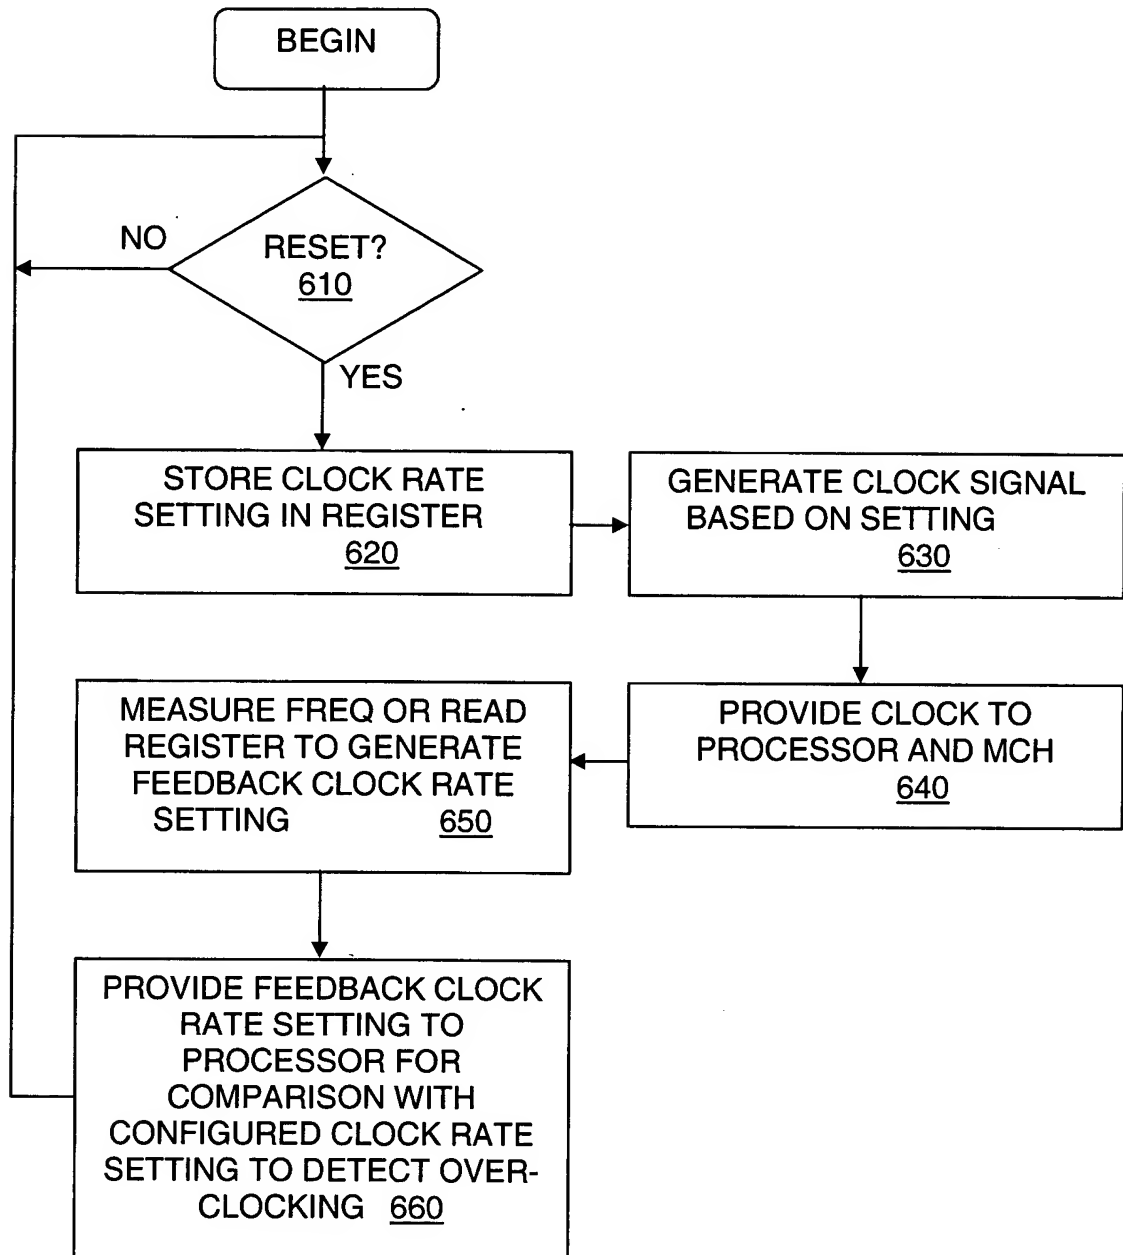 BEGIN
NO
RESET?
610
YES
STORE CLOCK RATE
SETTING IN REGISTER
620
GENERATE CLOCK SIGNAL
BASED ON SETTING
630
MEASURE FREQ OR READ
REGISTER TO GENERATE
FEEDBACK CLOCK RATE
SETTING 650
PROVIDE CLOCK TO
PROCESSOR AND MCH
640
PROVIDE FEEDBACK CLOCK
RATE SETTING TO
PROCESSOR FOR
COMPARISON WITH
CONFIGURED CLOCK RATE
SETTING TO DETECT OVER-
CLOCKING 660